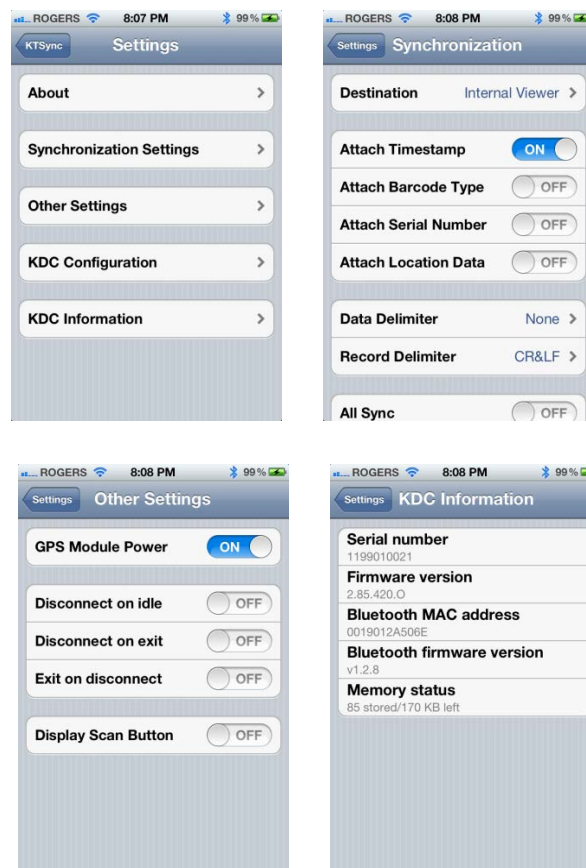 ROGERS 8:07 PM 99%
KTSync Settings
About
Synchronization Settings
Other Settings
KDC Configuration
KDC Information
ROGERS 8:08 PM 99%
Settings Synchronization
Destination Internal Viewer
Attach Timestamp ON
Attach Barcode Type OFF
Attach Serial Number OFF
Attach Location Data OFF
Data Delimiter None
Record Delimiter CR&LF
All Sync OFF
ROGERS 8:08 PM 99%
Settings Other Settings
GPS Module Power ON
Disconnect on idle OFF
Disconnect on exit OFF
Exit on disconnect OFF
Display Scan Button OFF
ROGERS 8:08 PM 99%
Settings KDC Information
Serial number
1199010021
Firmware version
2.85.420.O
Bluetooth MAC address
0019012A506E
Bluetooth firmware version
v1.2.8
Memory status
85 stored/170 KB left